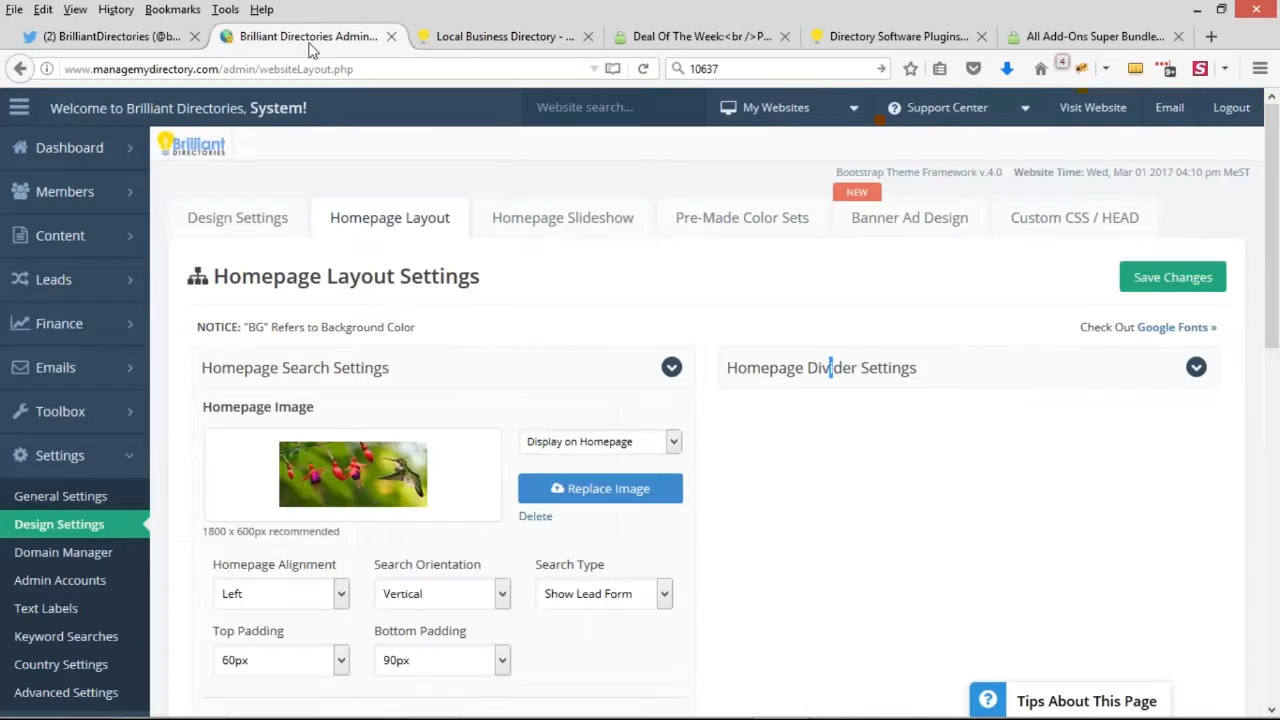 File Edit View History Bookmarks Tools Help
(2) BrilliantDirectories (@b... Brilliant Directories Admin... Local Business Directory - ... Deal Of The Week:<br />P... Directory Software Plugins... All Add-Ons Super Bundle...
www.managemydirectory.com/admin/websiteLayout.php 10637 4
Welcome to Brilliant Directories, System! Website search... My Websites Support Center Visit Website Email Logout
Brilliant
DIRECTORIES
Bootstrap Theme Framework v.4.0 Website Time: Wed, Mar 01 2017 04:10 pm MeST
NEW
Design Settings Homepage Layout Homepage Slideshow Pre-Made Color Sets Banner Ad Design Custom CSS / HEAD
Dashboard
Members
Content
Leads
Finance
Emails
Toolbox
Settings
General Settings
Design Settings
Domain Manager
Admin Accounts
Text Labels
Keyword Searches
Country Settings
Advanced Settings
Homepage Layout Settings Save Changes
NOTICE: "BG" Refers to Background Color Check Out Google Fonts »
Homepage Search Settings Homepage Divider Settings
Homepage Image
Display on Homepage
Replace Image
Delete
1800 x 600px recommended
Homepage Alignment Search Orientation Search Type
Left Vertical Show Lead Form
Top Padding Bottom Padding
60px 90px
? Tips About This Page